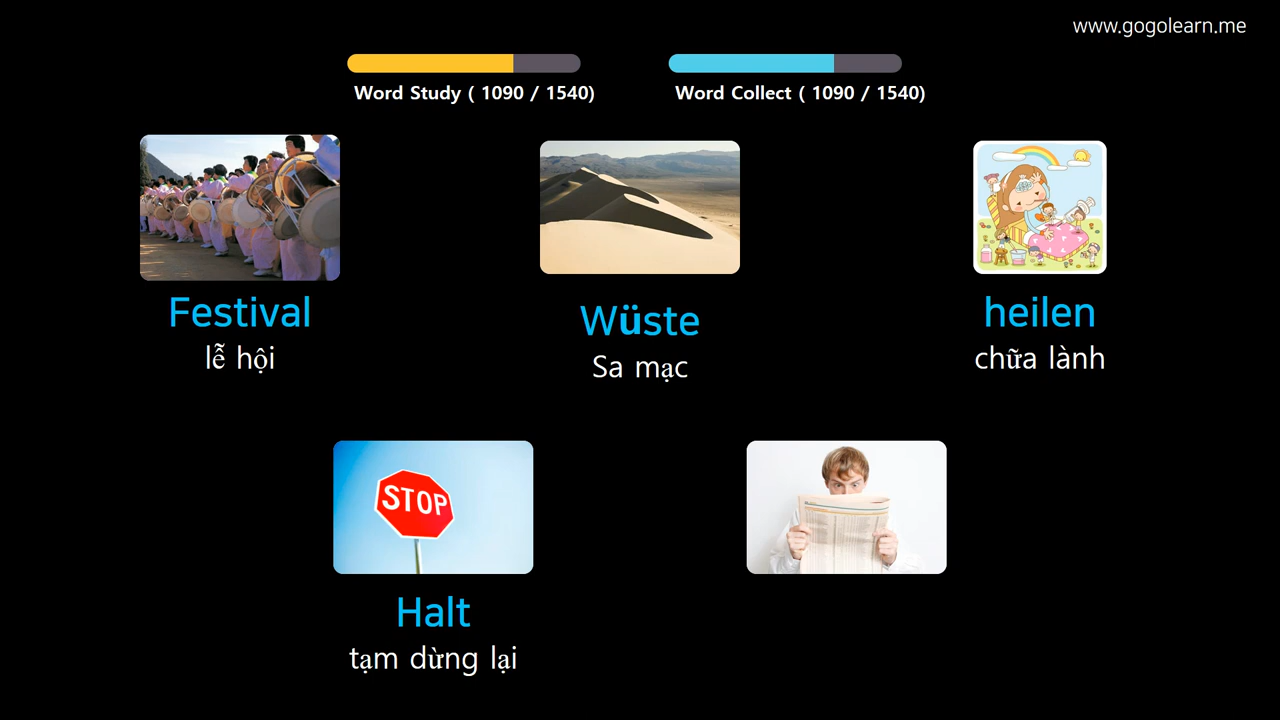 www.gogolearn.me
Word Study ( 1090 / 1540)
Word Collect ( 1090 / 1540)
Festival
lễ hội
Wüste
Sa mạc
heilen
chữa lành
STOP
Halt
tạm dừng lại